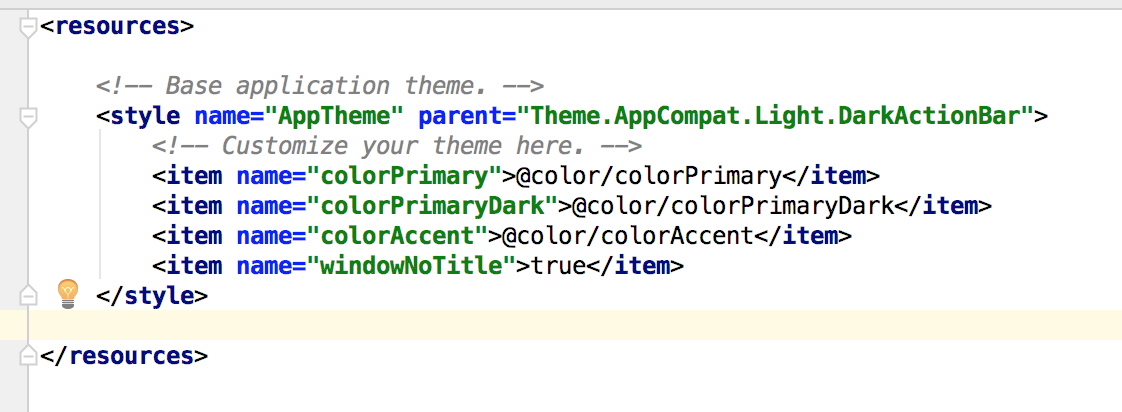 <resources>
<!-- Base application theme. -->
<style name="AppTheme" parent="Theme.AppCompat.Light.DarkActionBar">
<!-- Customize your theme here. -->
<item name="colorPrimary">@color/colorPrimary</item>
<item name="colorPrimaryDark">@color/colorPrimaryDark</item>
<item name="colorAccent">@color/colorAccent</item>
<item name="windowNoTitle">true</item>
</style>
</resources>